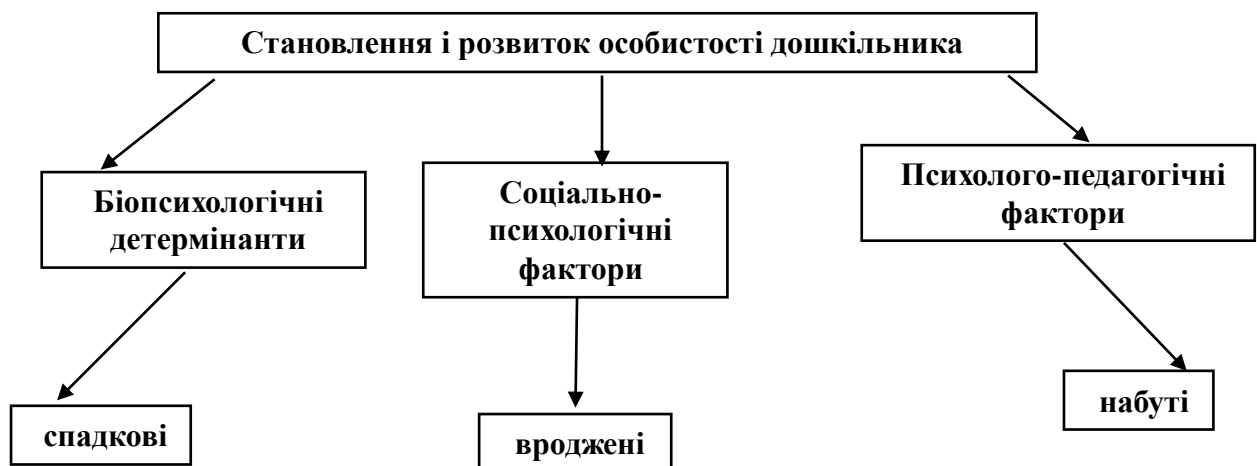 Становлення і розвиток особистості дошкільника
Біопсихологічні
детермінанти
Соціально-
психологічні
фактори
Психолого-педагогічні
фактори
спадкові
вроджені
набуті